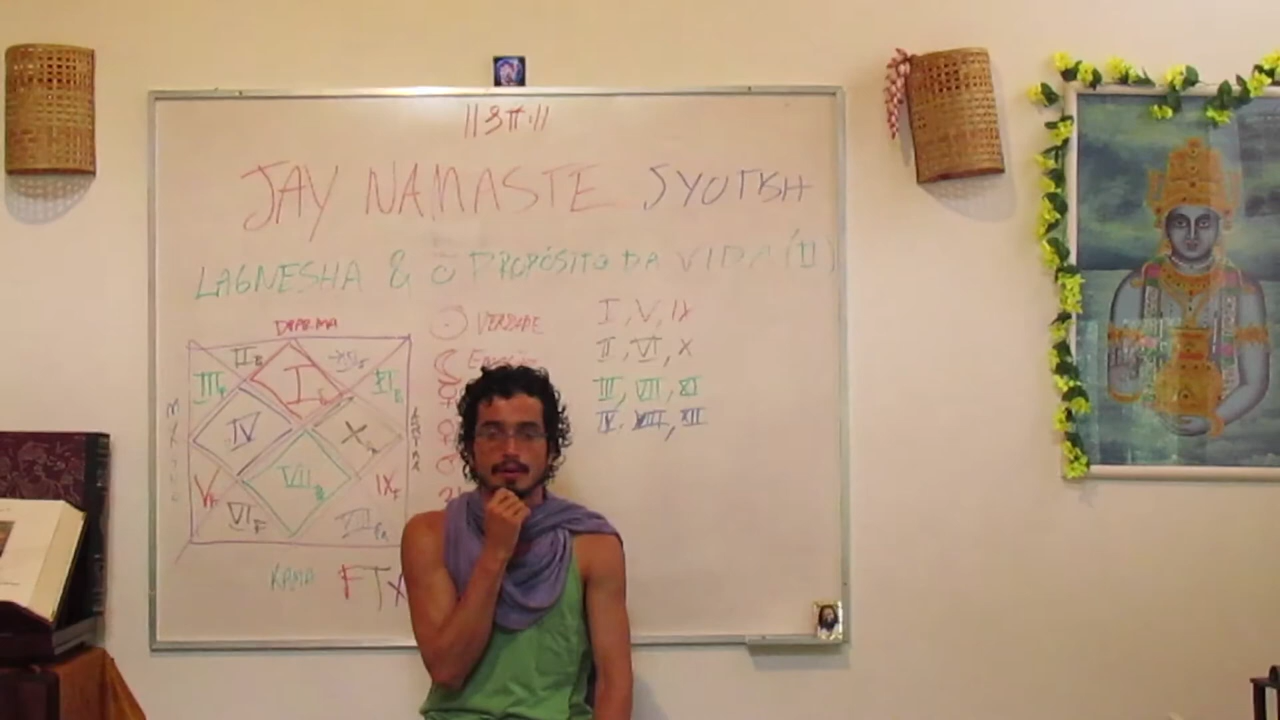 ||ॐ||
JAY NAMASTE JYOTISH
LAGNESHA & O PROPÓSITO DA VIDA (II)
DHARMA
II
III
I
XI
IV
X
VII
V
IX
VI
VIII
ARTHA
KAMA
F T
VERDADE
I, V, IX
II, VI, X
III, VII, XI
IV, VIII, XII